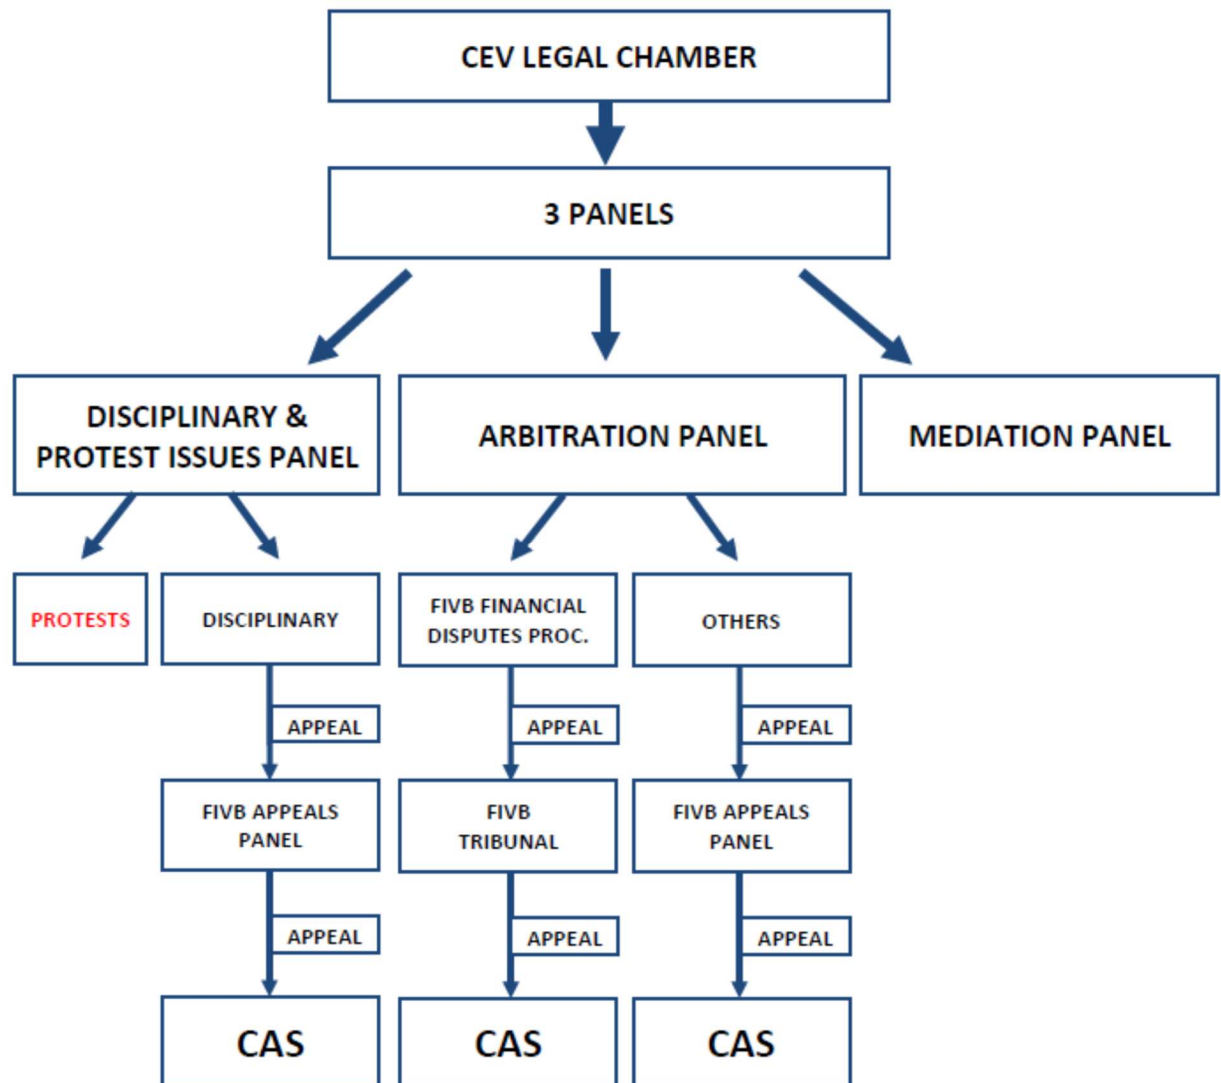 CEV LEGAL CHAMBER
3 PANELS
DISCIPLINARY &
PROTEST ISSUES PANEL
ARBITRATION PANEL
MEDIATION PANEL
PROTESTS
DISCIPLINARY
FIVB FINANCIAL
DISPUTES PROC.
OTHERS
APPEAL
APPEAL
APPEAL
FIVB APPEALS
PANEL
FIVB
TRIBUNAL
FIVB APPEALS
PANEL
APPEAL
APPEAL
APPEAL
CAS
CAS
CAS